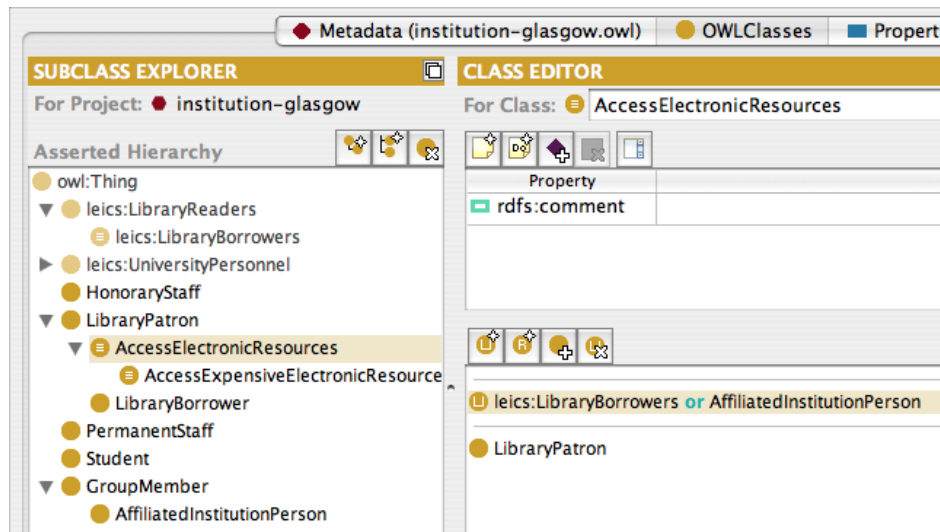 Metadata (institution-glasgow.owl)
OWLClasses
Propert
SUBCLASS EXPLORER
For Project: institution-glasgow
Asserted Hierarchy
owl:Thing
leics:LibraryReaders
leics:LibraryBorrowers
leics:UniversityPersonnel
HonoraryStaff
LibraryPatron
AccessElectronicResources
AccessExpensiveElectronicResource
LibraryBorrower
PermanentStaff
Student
GroupMember
AffiliatedInstitutionPerson
CLASS EDITOR
For Class: AccessElectronicResources
Property
rdfs:comment
leics:LibraryBorrowers or AffiliatedInstitutionPerson
LibraryPatron